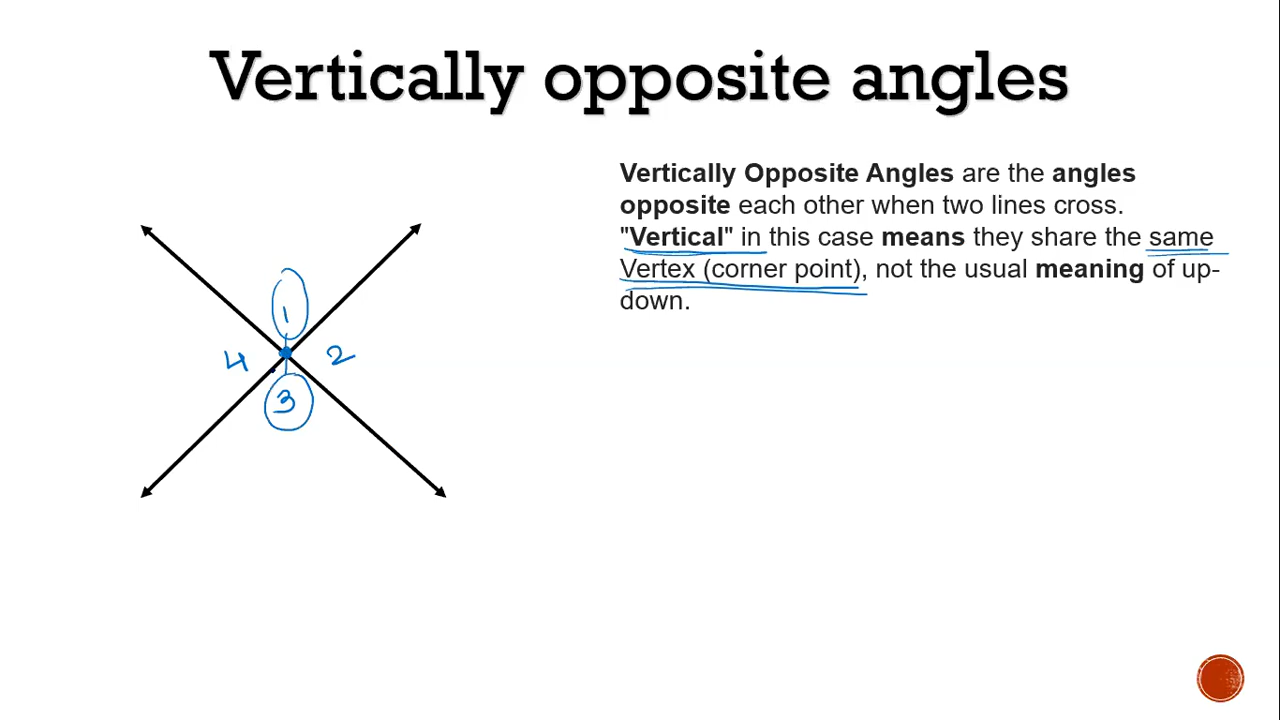 Vertically opposite angles
Vertically Opposite Angles are the angles
opposite each other when two lines cross.
"Vertical" in this case means they share the same
Vertex (corner point), not the usual meaning of up-
down.
1
4 2
3